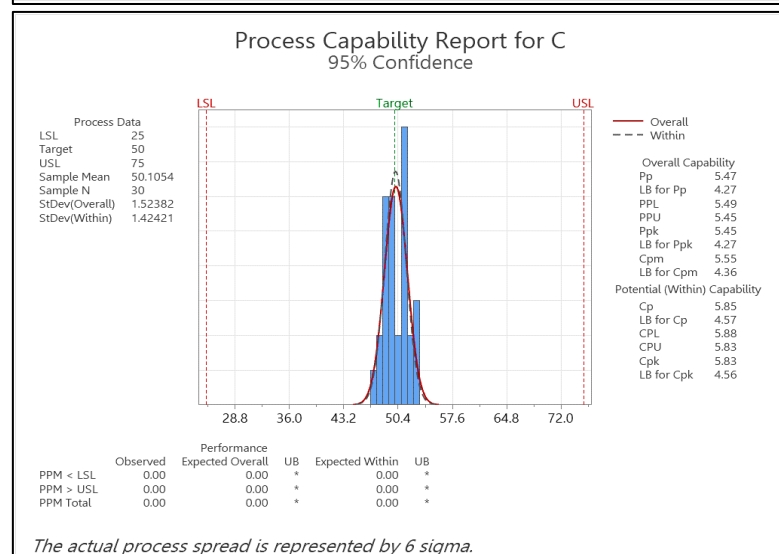 Process Capability Report for C
95% Confidence
LSL Target USL
Process Data
LSL 25
Target 50
USL 75
Sample Mean 50.1054
Sample N 30
StDev(Overall) 1.52382
StDev(Within) 1.42421
Overall
Within
Overall Capability
Pp 5.47
LB for Pp 4.27
PPL 5.49
PPU 5.45
Ppk 5.45
LB for Ppk 4.27
Cpm 5.55
LB for Cpm 4.36
Potential (Within) Capability
Cp 5.85
LB for Cp 4.57
CPL 5.88
CPU 5.83
Cpk 5.83
LB for Cpk 4.56
28.8 36.0 43.2 50.4 57.6 64.8 72.0
Performance
Observed Expected Overall UB Expected Within UB
PPM < LSL 0.00 0.00 * 0.00 *
PPM > USL 0.00 0.00 * 0.00 *
PPM Total 0.00 0.00 * 0.00 *
The actual process spread is represented by 6 sigma.